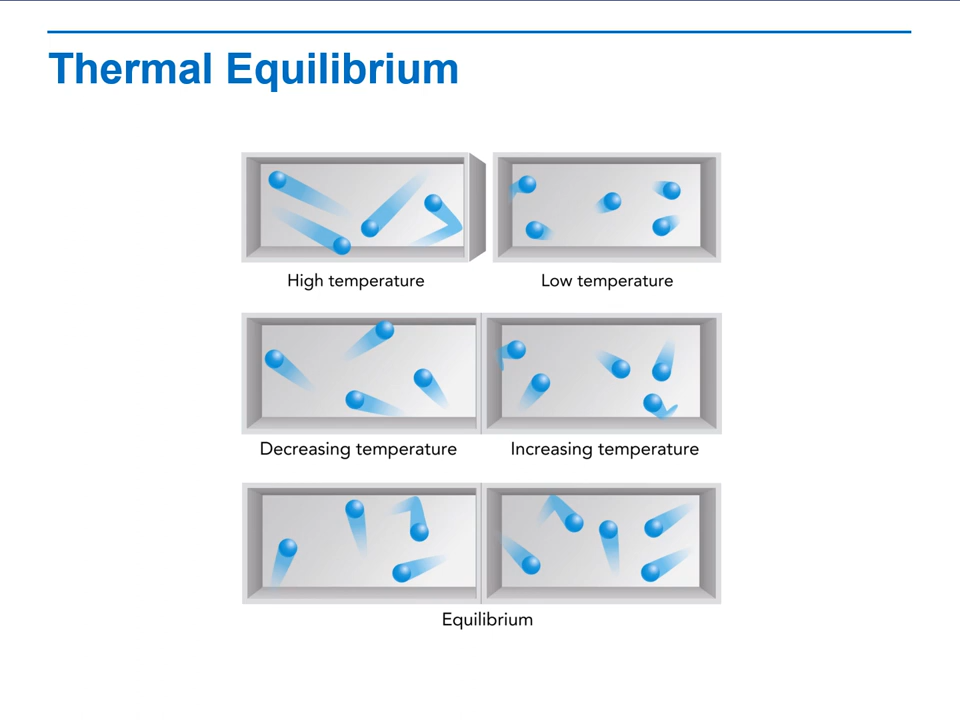 Thermal Equilibrium
High temperature
Low temperature
Decreasing temperature
Increasing temperature
Equilibrium